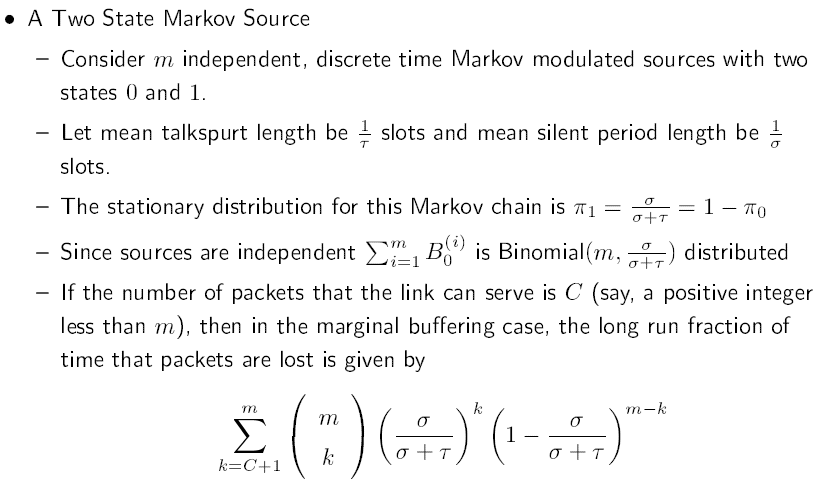 • A Two State Markov Source
– Consider m independent, discrete time Markov modulated sources with two
states 0 and 1.
– Let mean talkspurt length be \frac{1}{\tau} slots and mean silent period length be \frac{1}{\sigma}
slots.
– The stationary distribution for this Markov chain is \pi_1 = \frac{\sigma}{\sigma+\tau} = 1 - \pi_0
– Since sources are independent \sum_{i=1}^{m} B_0^{(i)} is Binomial(m, \frac{\sigma}{\sigma+\tau}) distributed
– If the number of packets that the link can serve is C (say, a positive integer
less than m), then in the marginal buffering case, the long run fraction of
time that packets are lost is given by
\sum_{k=C+1}^{m} \left( \begin{array}{c} m \\ k \end{array} \right) \left( \frac{\sigma}{\sigma+\tau} \right)^k \left( 1 - \frac{\sigma}{\sigma+\tau} \right)^{m-k}